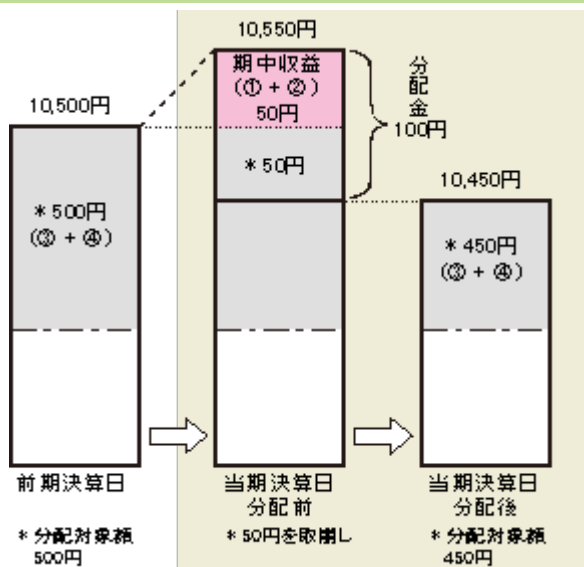 10,550円
期中収益
(① + ②)
50円
分配金
100円
10,500円
* 50円
10,450円
* 500円
(③ + ④)
* 450円
(③ + ④)
前期決算日
当期決算日
分配前
当期決算日
分配後
* 分配対象額
500円
* 50円を取崩し
* 分配対象額
450円